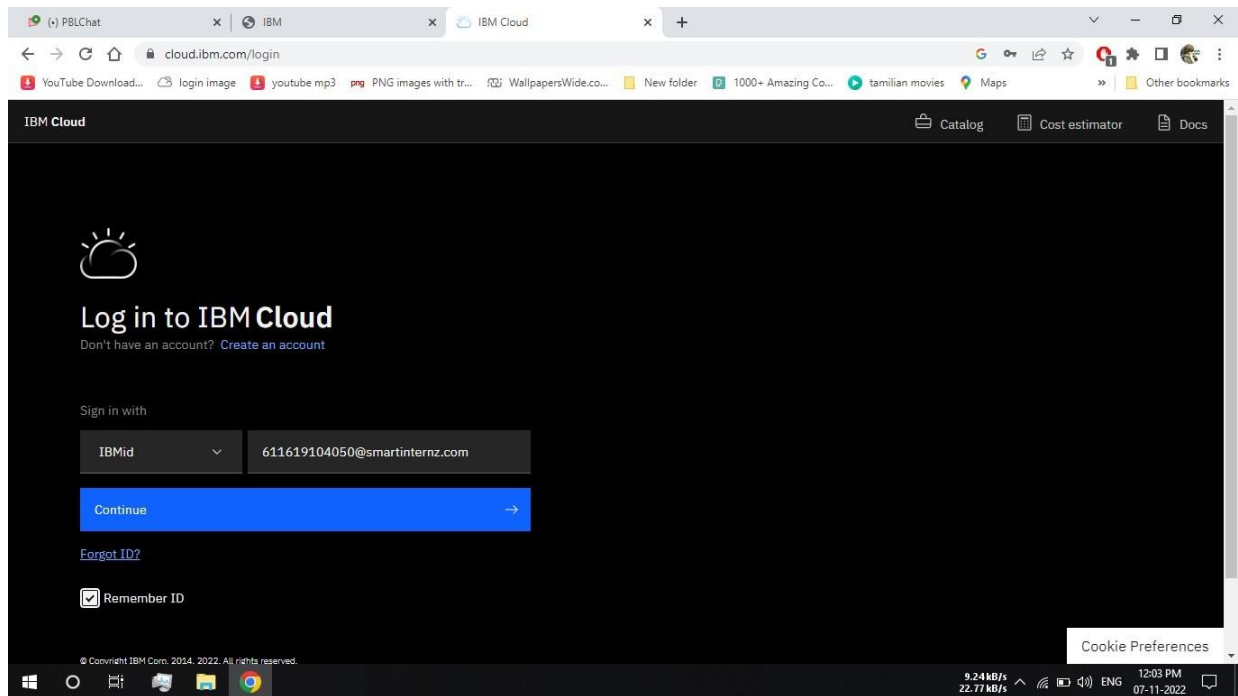 (•) PBLChat IBM IBM Cloud
cloud.ibm.com/login
YouTube Download... login image youtube mp3 png PNG images with tr... WallpapersWide.co... New folder 1000+ Amazing Co... tamilian movies Maps » Other bookmarks
IBM Cloud Catalog Cost estimator Docs
Log in to IBM Cloud
Don't have an account? Create an account
Sign in with
IBMid 611619104050@smartinternz.com
Continue
Forgot ID?
Remember ID
Cookie Preferences
© Copyright IBM Corp. 2014, 2022. All rights reserved.
9.24 kB/s
22.77 kB/s
ENG
12:03 PM
07-11-2022